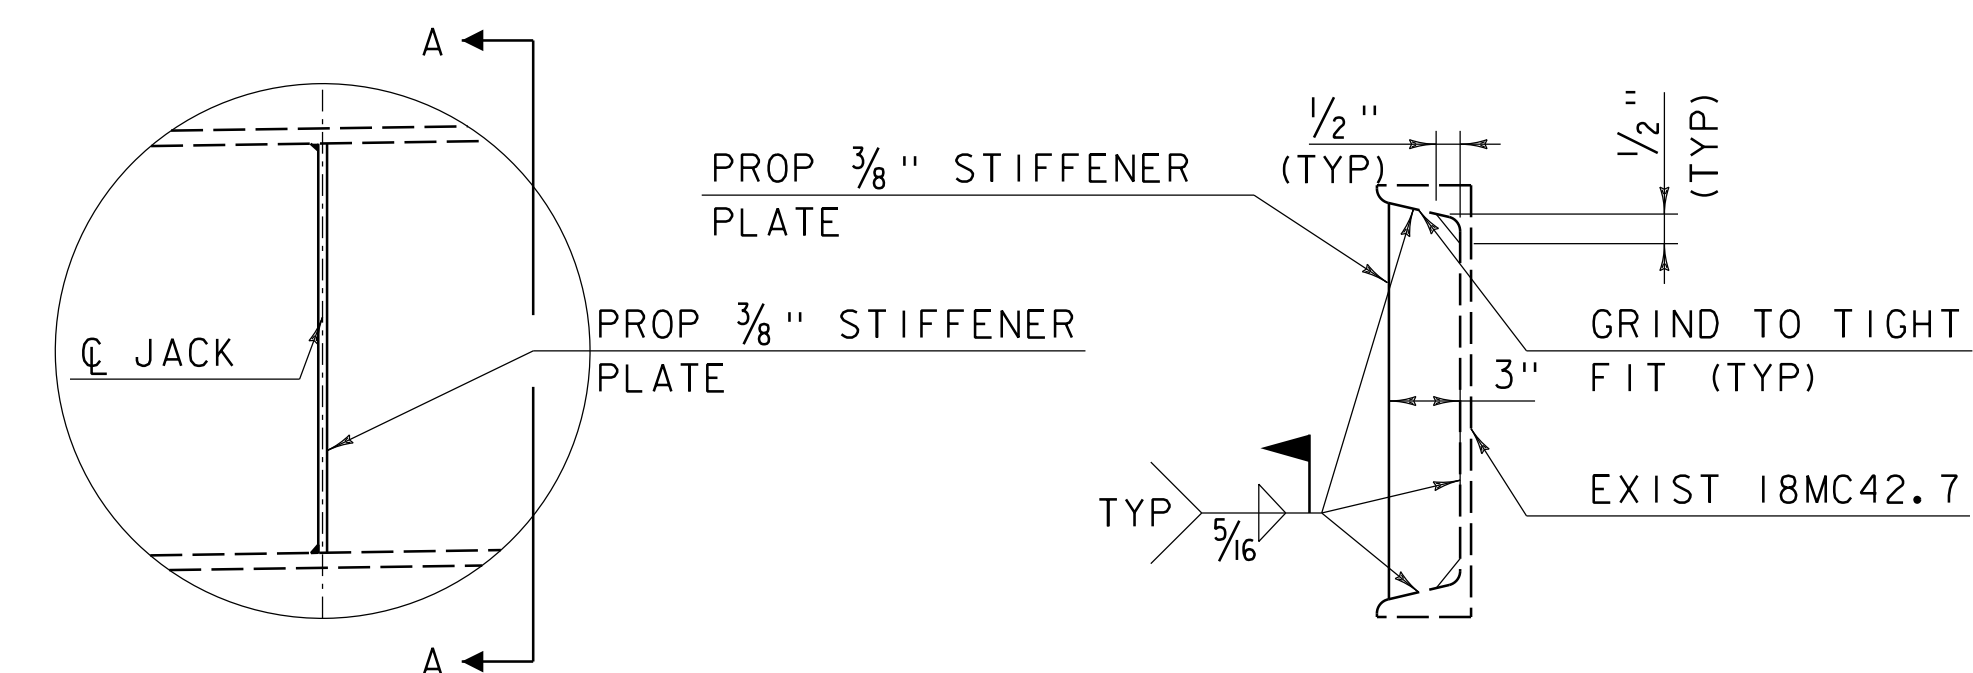 A
℄ JACK
PROP 3/8" STIFFENER
PLATE
A
PROP 3/8" STIFFENER
PLATE
1/2"
(TYP)
1/2"
(TYP)
GRIND TO TIGHT
FIT (TYP)
3"
EXIST 18MC42.7
TYP
5/16